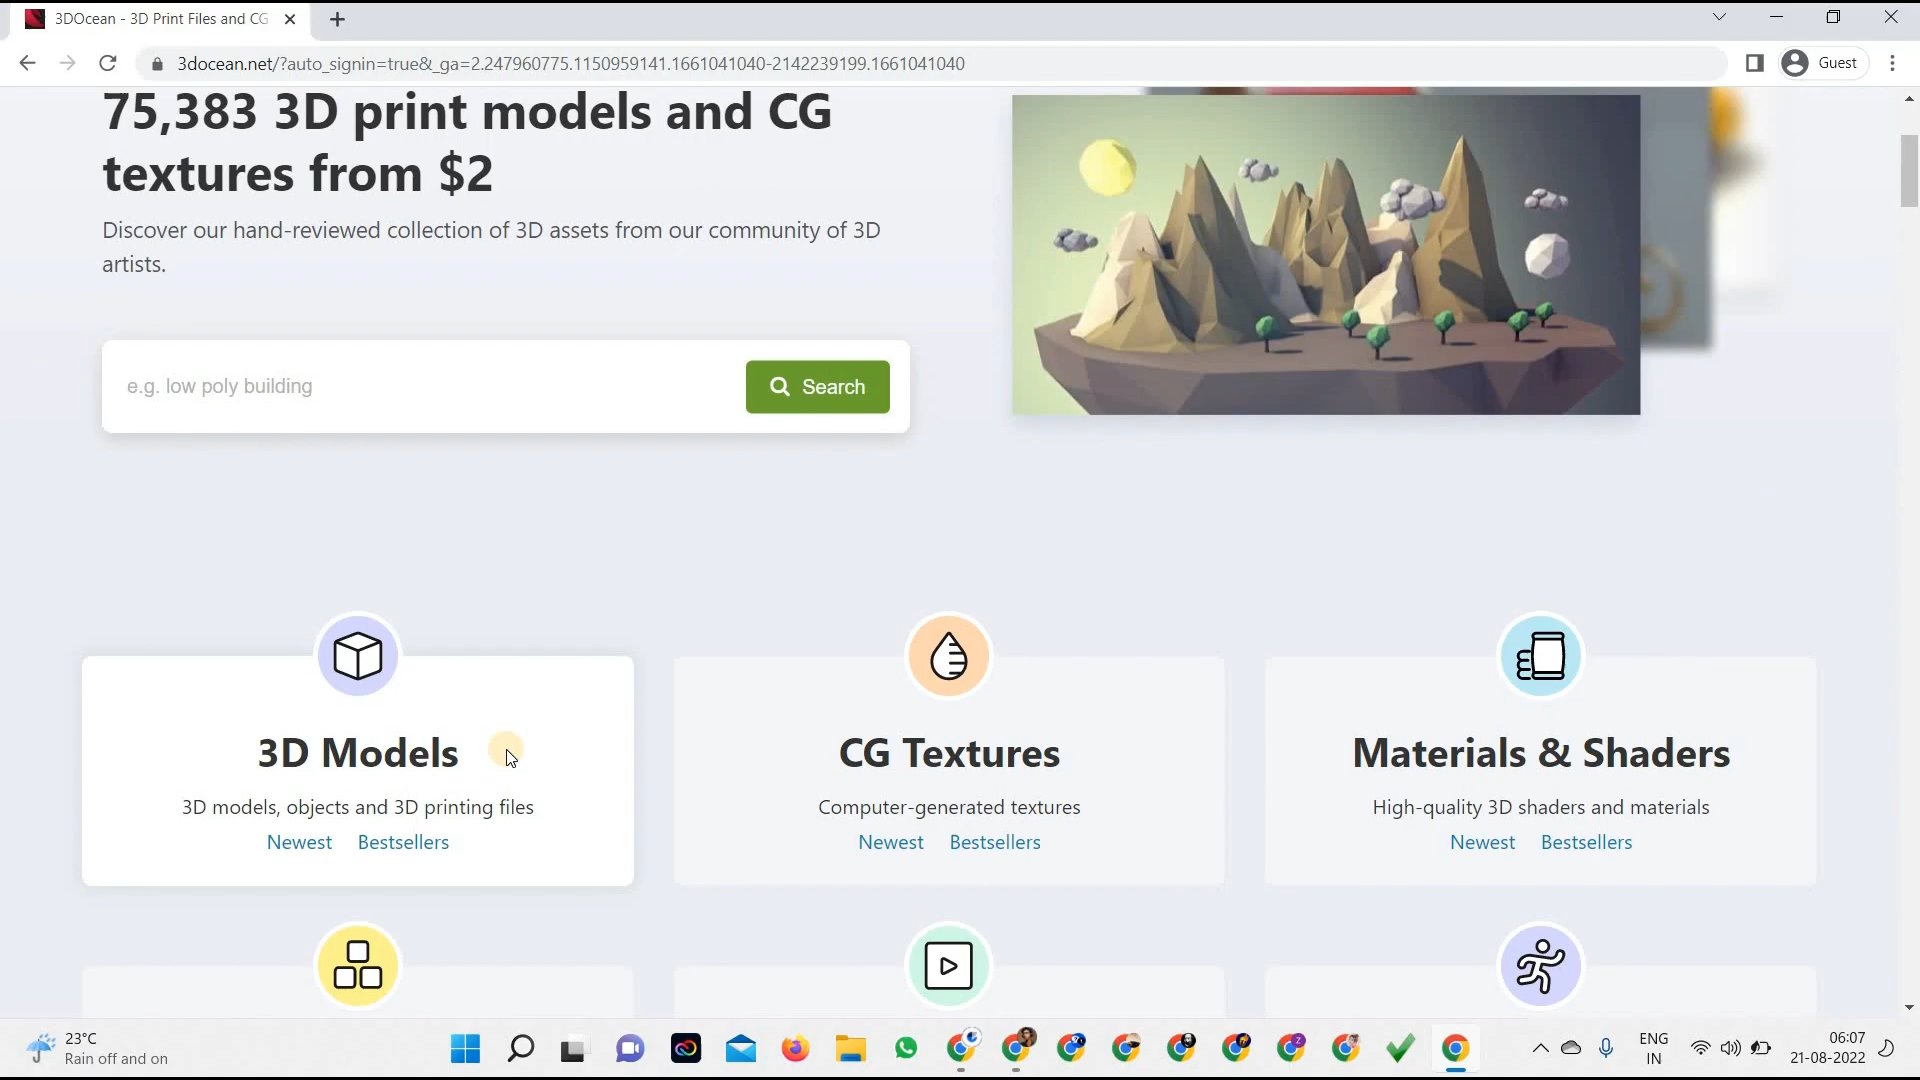 3DOcean - 3D Print Files and CG
3docean.net/?auto_signin=true&_ga=2.247960775.1150959141.1661041040-2142239199.1661041040
Guest
75,383 3D print models and CG
textures from $2
Discover our hand-reviewed collection of 3D assets from our community of 3D
artists.
e.g. low poly building
Search
3D Models
3D models, objects and 3D printing files
Newest Bestsellers
CG Textures
Computer-generated textures
Newest Bestsellers
Materials & Shaders
High-quality 3D shaders and materials
Newest Bestsellers
23°C
Rain off and on
ENG
IN
06:07
21-08-2022